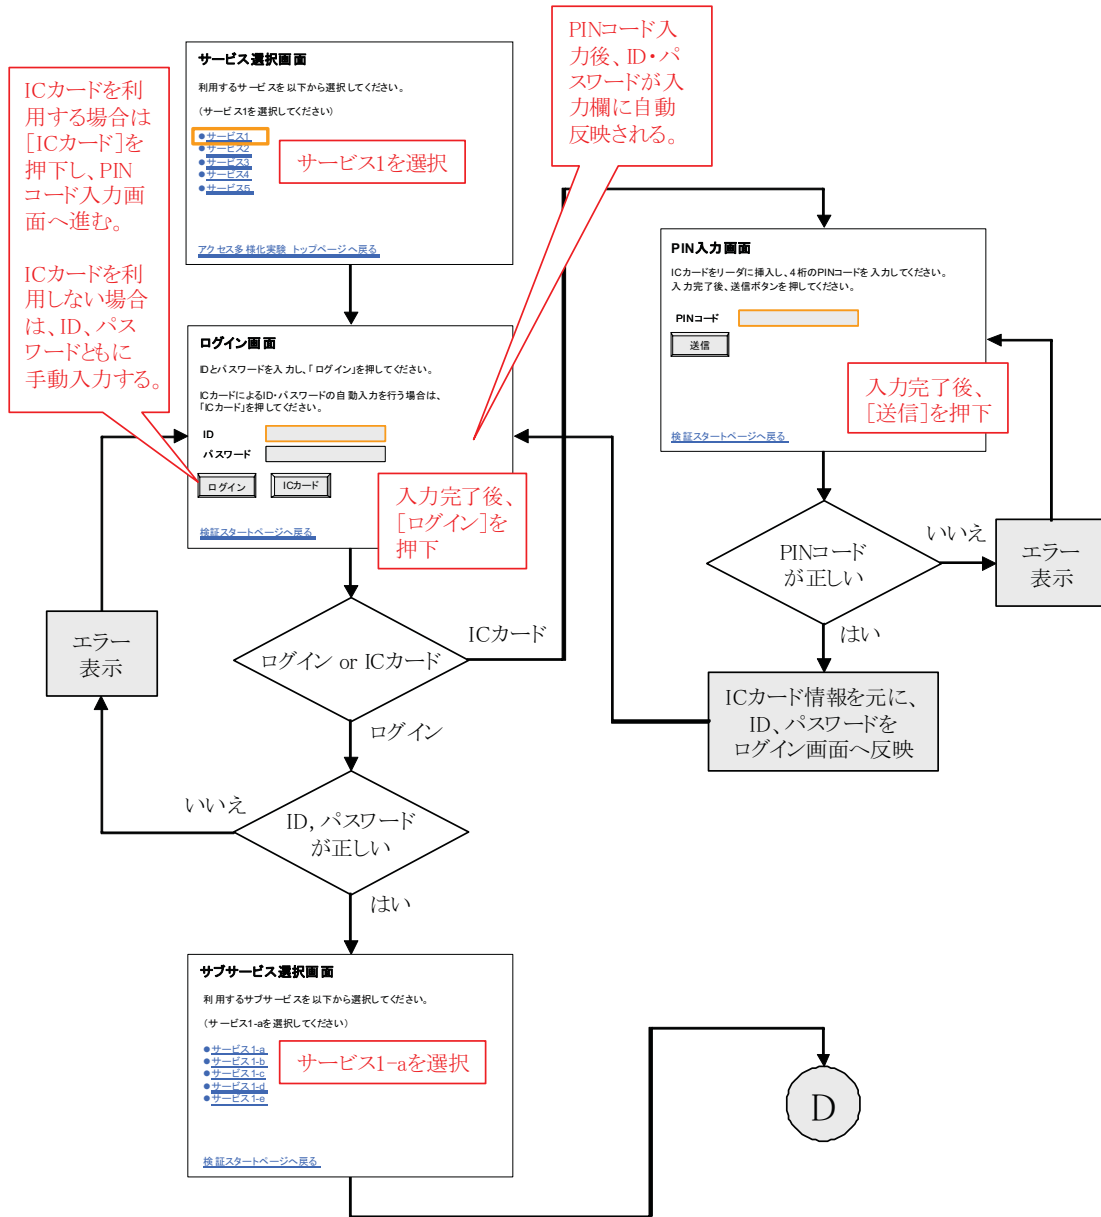 PINコード入
力後、ID・パ
スワードが入
力欄に自動
反映される。
サービス選択画面
利用するサービスを以下から選択してください。
（サービス1を選択してください）
●サービス1
●サービス2
●サービス3
●サービス4
●サービス5
サービス1を選択
アクセス多様化実験 トップページへ戻る
ICカードを利
用する場合は
［ICカード］を
押下し、PIN
コード入力画
面へ進む。
ICカードを利
用しない場合
は、ID、パス
ワードともに
手動入力する。
PIN入力画面
ICカードをリーダに挿入し、4桁のPINコードを入力してください。
入力完了後、送信ボタンを押してください。
PINコード
送信
入力完了後、
［送信］を押下
検証スタートページへ戻る
ログイン画面
IDとパスワードを入力し、「ログイン」を押してください。
ICカードによるID・パスワードの自動入力を行う場合は、
「ICカード」を押してください。
ID
パスワード
ログイン
ICカード
入力完了後、
［ログイン］を
押下
検証スタートページへ戻る
PINコード
が正しい
いいえ
エラー
表示
はい
ICカード情報を元に、
ID、パスワードを
ログイン画面へ反映
ログイン or ICカード
ICカード
ログイン
エラー
表示
いいえ
ID, パスワード
が正しい
はい
サブサービス選択画面
利用するサブサービスを以下から選択してください。
（サービス1-aを選択してください）
●サービス1-a
●サービス1-b
●サービス1-c
●サービス1-d
●サービス1-e
サービス1-aを選択
検証スタートページへ戻る
D